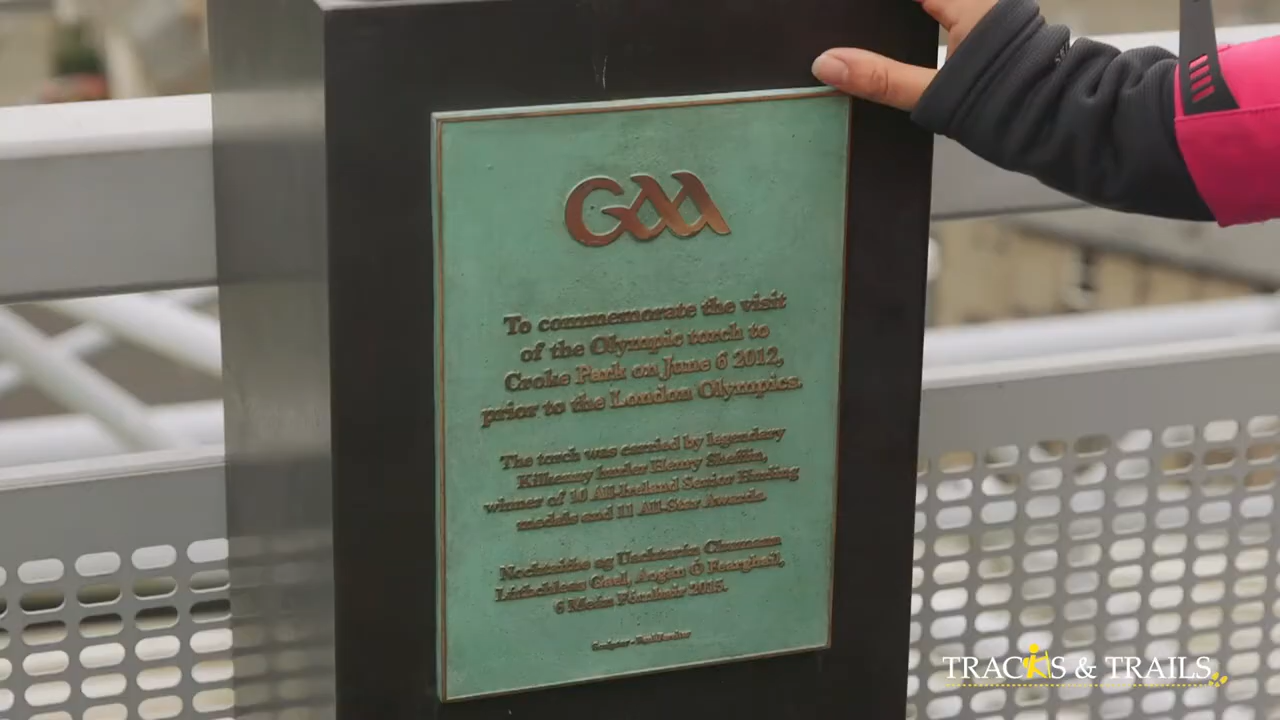 GAA
To commemorate the visit
of the Olympic torch to
Croke Park on June 6 2012,
prior to the London Olympics.
The torch was carried by legendary
Kilkenny hurler Henry Shefflin,
winner of 10 All-Ireland Senior Hurling
medals and 11 All-Star Awards.
Nochtaithe ag Uachtarán Chumann
Lúthchleas Gael, Aogán Ó Fearghail,
6 Meán Fómhair 2015.
Sculptor -
TRACKS & TRAILS